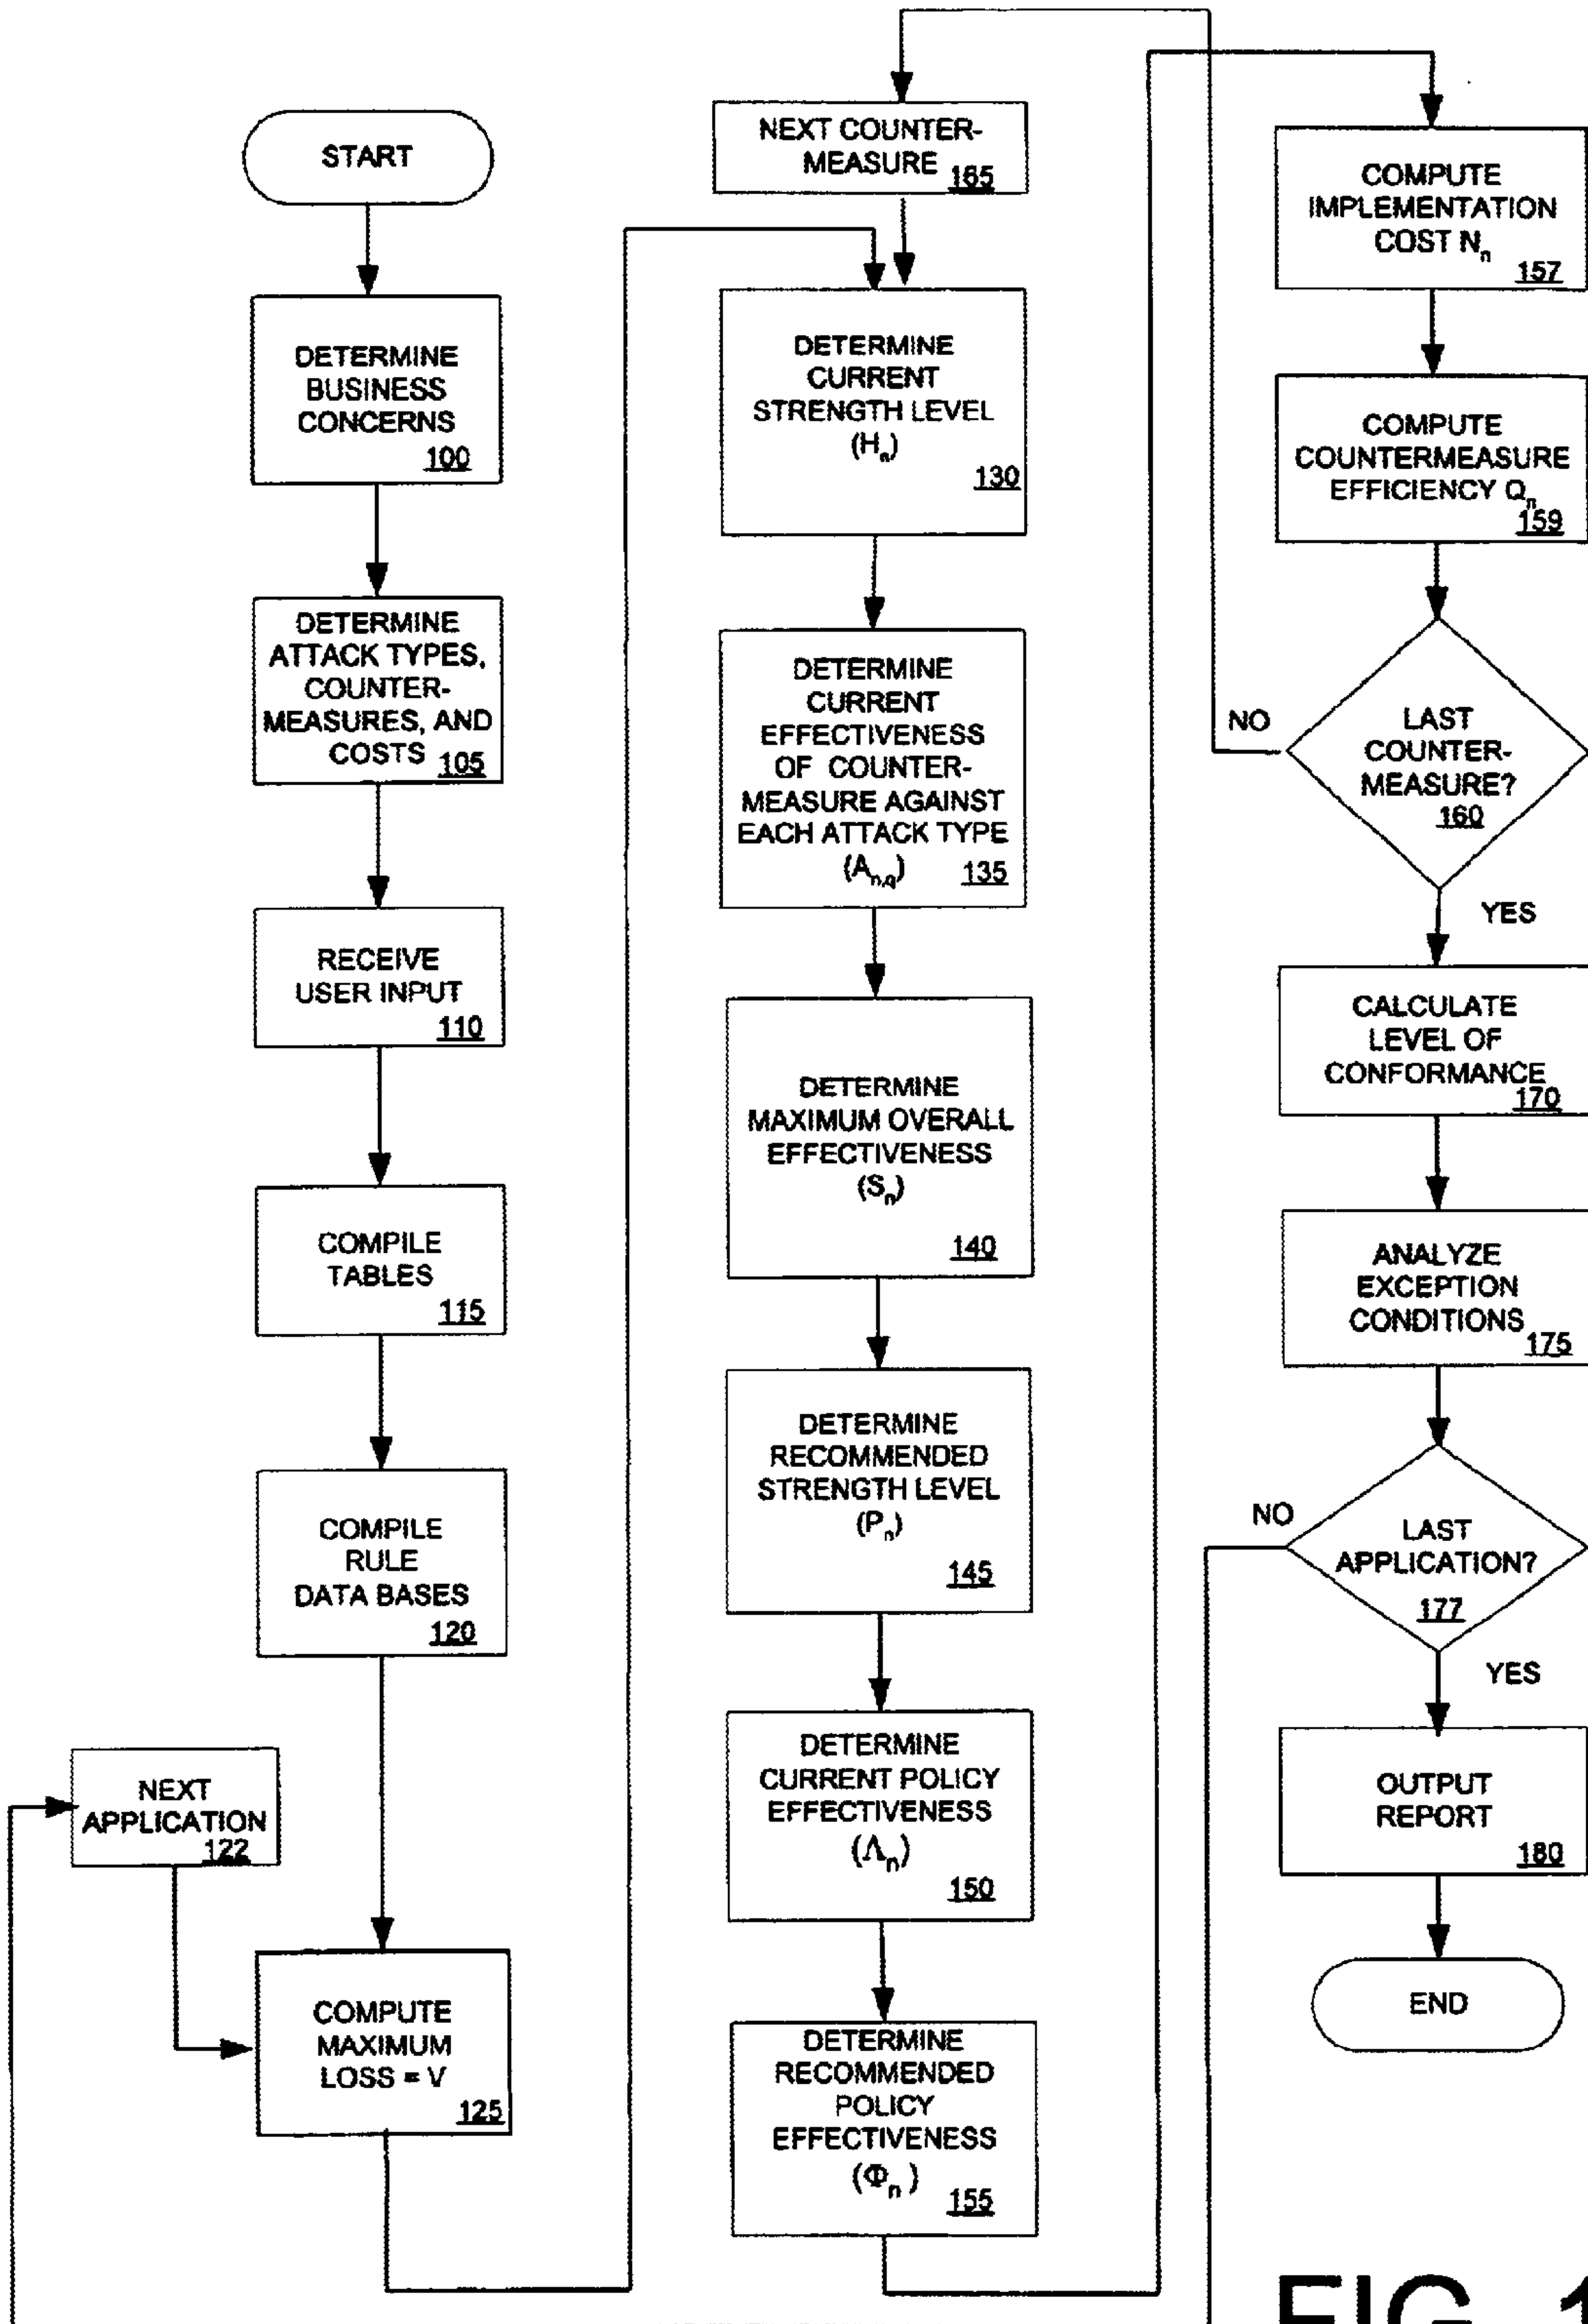 START
DETERMINE
BUSINESS
CONCERNS
100
DETERMINE
ATTACK TYPES,
COUNTER-
MEASURES, AND
COSTS 105
RECEIVE
USER INPUT
110
COMPILE
TABLES
115
COMPILE
RULE
DATA BASES
120
NEXT
APPLICATION
122
COMPUTE
MAXIMUM
LOSS = V
125
NEXT COUNTER-
MEASURE 165
DETERMINE
CURRENT
STRENGTH LEVEL
(Hn)
130
DETERMINE
CURRENT
EFFECTIVENESS
OF COUNTER-
MEASURE AGAINST
EACH ATTACK TYPE
(An,q) 135
DETERMINE
MAXIMUM OVERALL
EFFECTIVENESS
(Sn)
140
DETERMINE
RECOMMENDED
STRENGTH LEVEL
(Pn)
145
DETERMINE
CURRENT POLICY
EFFECTIVENESS
(Λn)
150
DETERMINE
RECOMMENDED
POLICY
EFFECTIVENESS
(Φn)
155
COMPUTE
IMPLEMENTATION
COST Nn
157
COMPUTE
COUNTERMEASURE
EFFICIENCY Qn
159
NO
LAST
COUNTER-
MEASURE?
160
YES
CALCULATE
LEVEL OF
CONFORMANCE
170
ANALYZE
EXCEPTION
CONDITIONS
175
NO
LAST
APPLICATION?
177
YES
OUTPUT
REPORT
180
END
FIG. 1